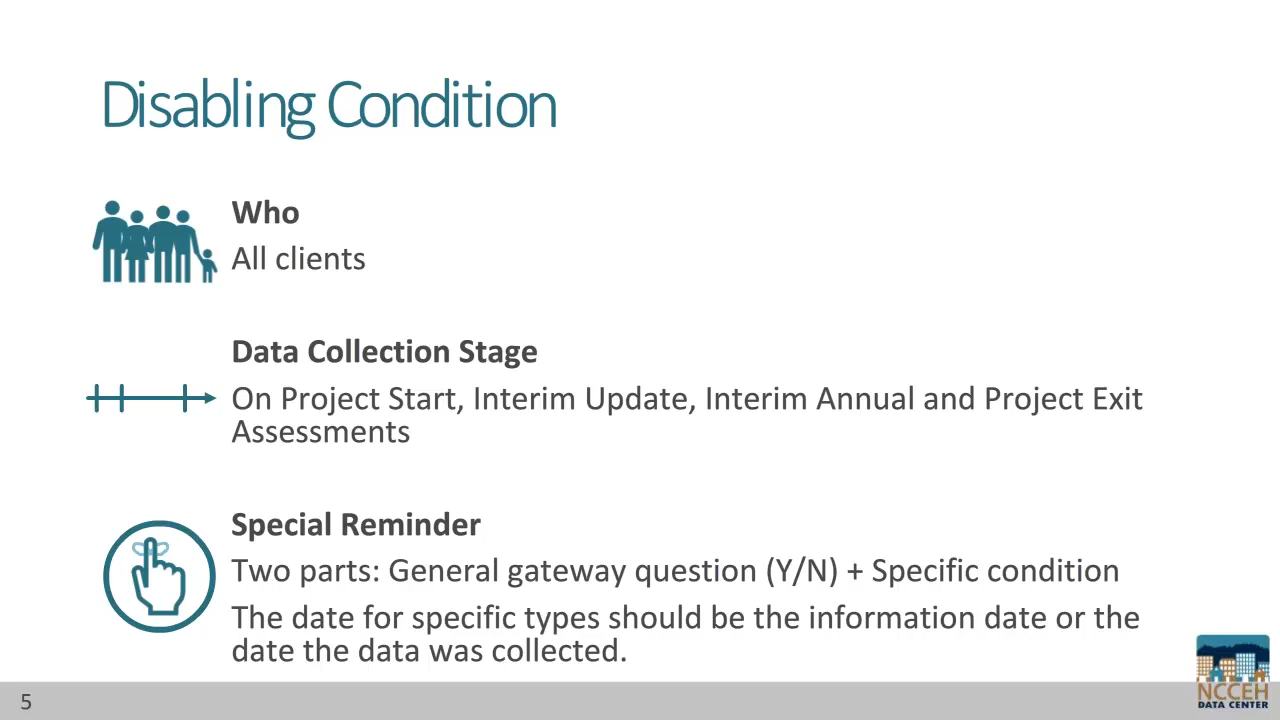 Disabling Condition
Who
All clients
Data Collection Stage
On Project Start, Interim Update, Interim Annual and Project Exit
Assessments
Special Reminder
Two parts: General gateway question (Y/N) + Specific condition
The date for specific types should be the information date or the
date the data was collected.
NCCEH
DATA CENTER
5